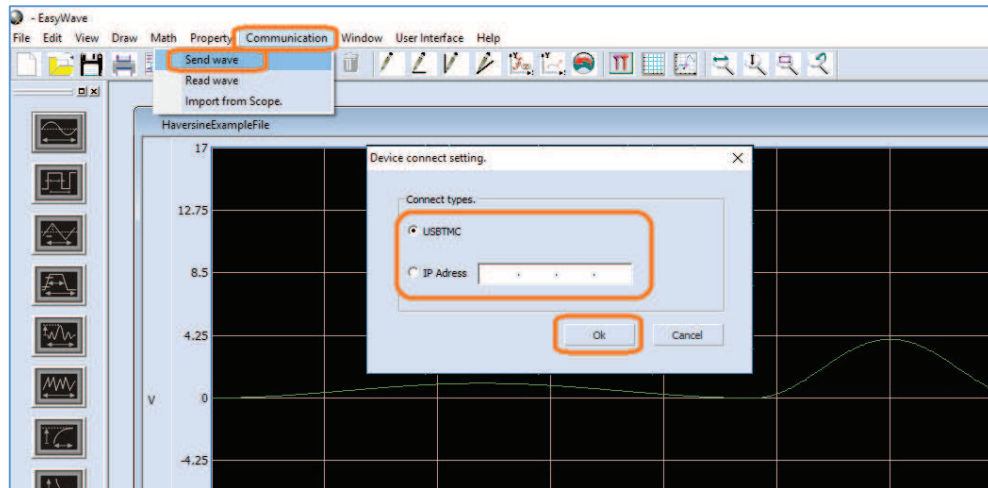 - EasyWave
File Edit View Draw Math Property Communication Window User Interface Help
Send wave
Read wave
Import from Scope.
HaversineExampleFile
17
12.75
8.5
4.25
0
-4.25
V
Device connect setting.
Connect types.
USBTMC
IP Adress
Ok Cancel